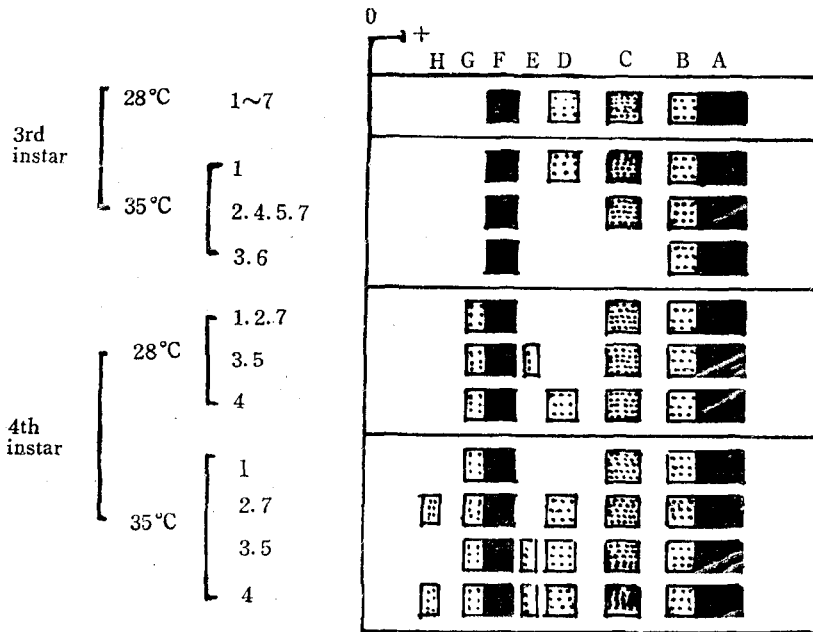 0
+
H G F E D C B A
28°C 1~7
3rd
instar
1
35°C 2.4.5.7
3.6
1.2.7
28°C 3.5
4
4th
instar
1
2.7
35°C
3.5
4